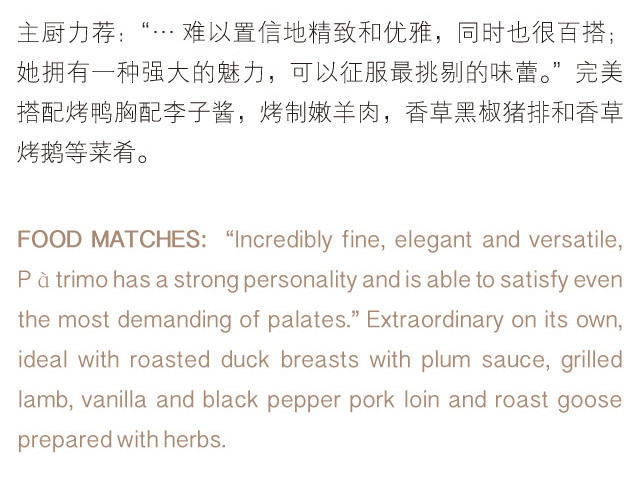 主厨力荐：“… 难以置信地精致和优雅，同时也很百搭；
她拥有一种强大的魅力，可以征服最挑剔的味蕾。” 完美
搭配烤鸭胸配李子酱，烤制嫩羊肉，香草黑椒猪排和香草
烤鹅等菜肴。
FOOD MATCHES: “Incredibly fine, elegant and versatile,
P à trimo has a strong personality and is able to satisfy even
the most demanding of palates.” Extraordinary on its own,
ideal with roasted duck breasts with plum sauce, grilled
lamb, vanilla and black pepper pork loin and roast goose
prepared with herbs.